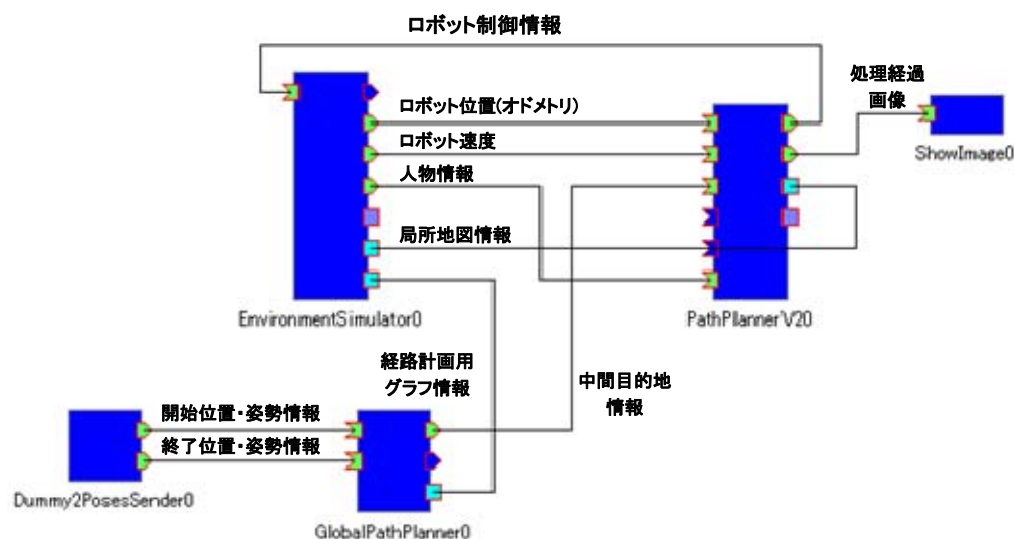 ロボット制御情報
処理経過
画像
ロボット位置(オドメトリ)
ロボット速度
人物情報
局所地図情報
ShowImage0
EnvironmentSimulator0
PathPlannerV20
経路計画用
グラフ情報
中間目的地
情報
開始位置・姿勢情報
終了位置・姿勢情報
Dummy2PosesSender0
GlobalPathPlanner0